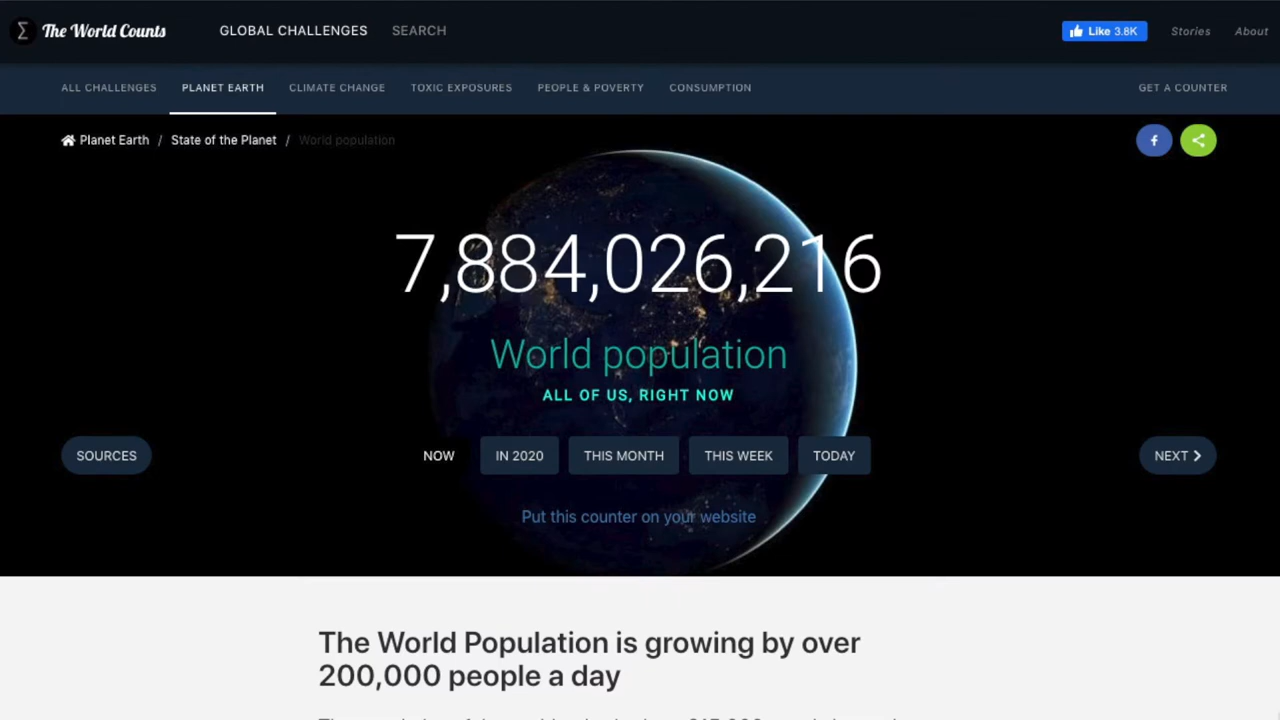 The World Counts
GLOBAL CHALLENGES
SEARCH
Like 3.8K
Stories
About
ALL CHALLENGES
PLANET EARTH
CLIMATE CHANGE
TOXIC EXPOSURES
PEOPLE & POVERTY
CONSUMPTION
GET A COUNTER
Planet Earth / State of the Planet / World population
7,884,026,216
World population
ALL OF US, RIGHT NOW
SOURCES
NOW
IN 2020
THIS MONTH
THIS WEEK
TODAY
NEXT
Put this counter on your website
The World Population is growing by over
200,000 people a day